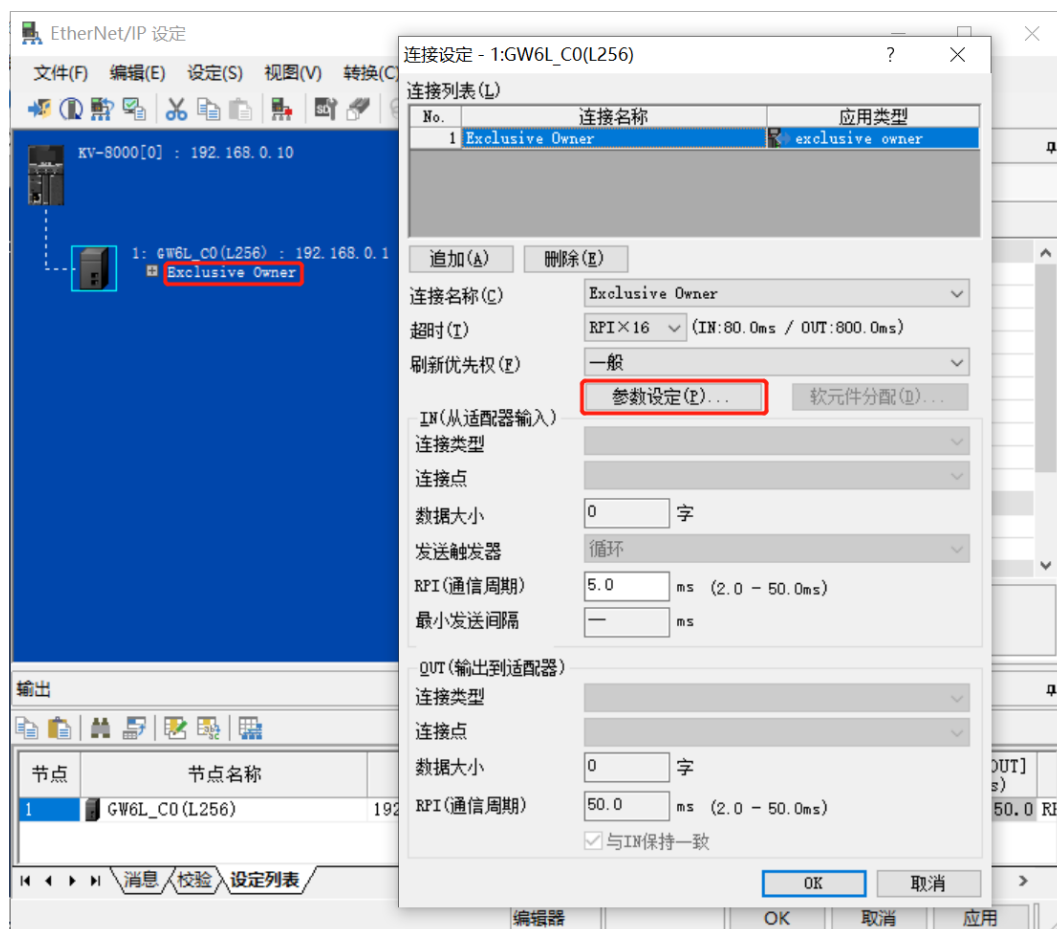 EtherNet/IP 设定
文件(F) 编辑(E) 设定(S) 视图(V) 转换(C)
KV-8000[0] : 192.168.0.10
1: GW6L_C0(L256) : 192.168.0.1
Exclusive Owner
连接设定 - 1:GW6L_C0(L256)
?
连接列表(L)
No. 连接名称 应用类型
1 Exclusive Owner exclusive owner
追加(A) 删除(E)
连接名称(C) Exclusive Owner
超时(T) RPI×16 (IN:80.0ms / OUT:800.0ms)
刷新优先权(F) 一般
参数设定(P)... 软元件分配(D)...
IN(从适配器输入)
连接类型
连接点
数据大小 0 字
发送触发器 循环
RPI(通信周期) 5.0 ms (2.0 - 50.0ms)
最小发送间隔 — ms
OUT(输出到适配器)
连接类型
连接点
数据大小 0 字
RPI(通信周期) 50.0 ms (2.0 - 50.0ms)
与IN保持一致
OK 取消
输出
节点 节点名称 OUT]
1 GW6L_C0(L256) 192 50.0
消息 校验 设定列表
编辑器 OK 取消 应用